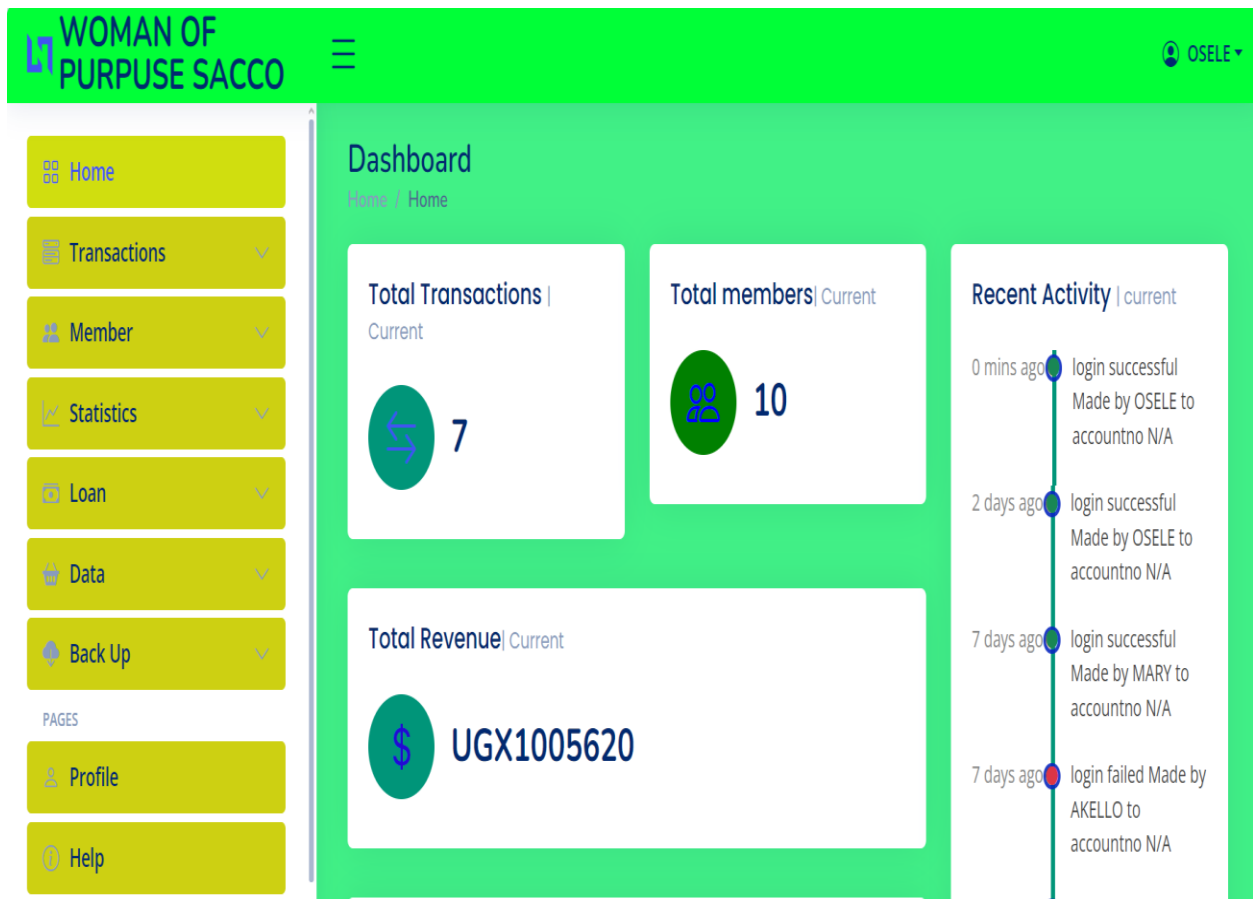 WOMAN OF
PURPUSE SACCO
OSELE
Home
Transactions
Member
Statistics
Loan
Data
Back Up
PAGES
Profile
Help
Dashboard
Home / Home
Total Transactions |
Current
7
Total members| Current
10
Total Revenue| Current
$
UGX1005620
Recent Activity | current
0 mins ago login successful
Made by OSELE to
accountno N/A
2 days ago login successful
Made by OSELE to
accountno N/A
7 days ago login successful
Made by MARY to
accountno N/A
7 days ago login failed Made by
AKELLO to
accountno N/A